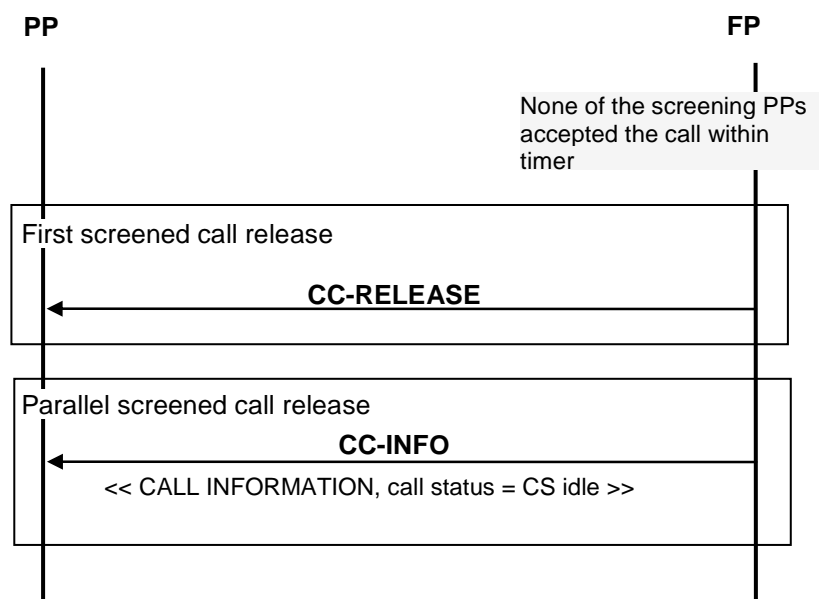 PP
FP
None of the screening PPs
accepted the call within
timer
First screened call release
CC-RELEASE
Parallel screened call release
CC-INFO
<< CALL INFORMATION, call status = CS idle >>